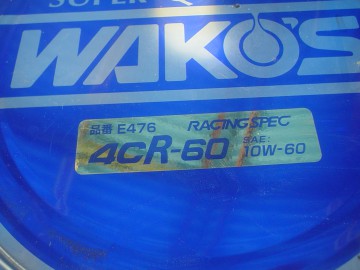 SUPER
WAKO'S
品番 E476 RACING SPEC
4CR-60 SAE: 10W-60